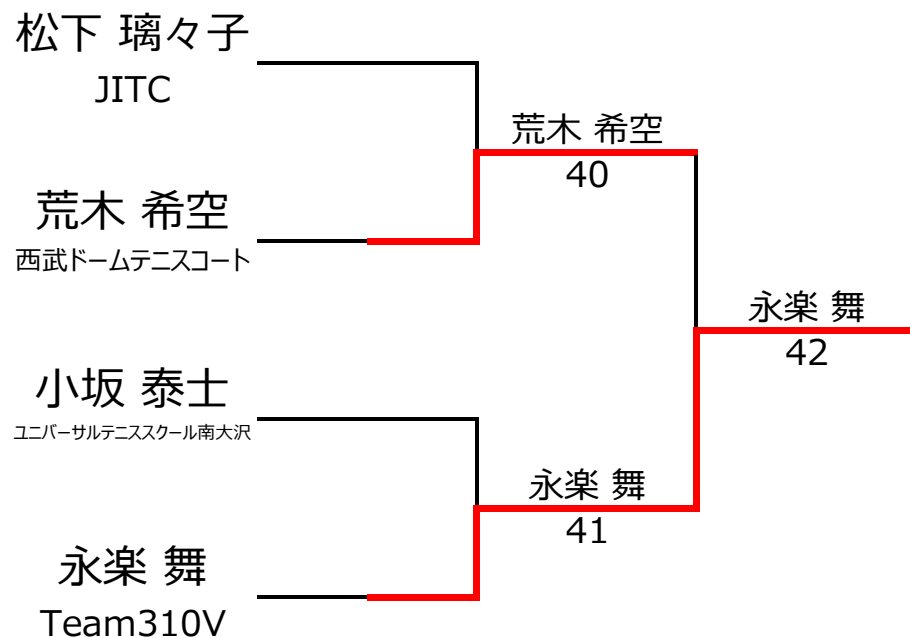 松下 璃々子
JITC
荒木 希空
40
荒木 希空
西武ドームテニスコート
永楽 舞
42
小坂 泰士
ユニバーサルテニススクール南大沢
永楽 舞
41
永楽 舞
Team310V